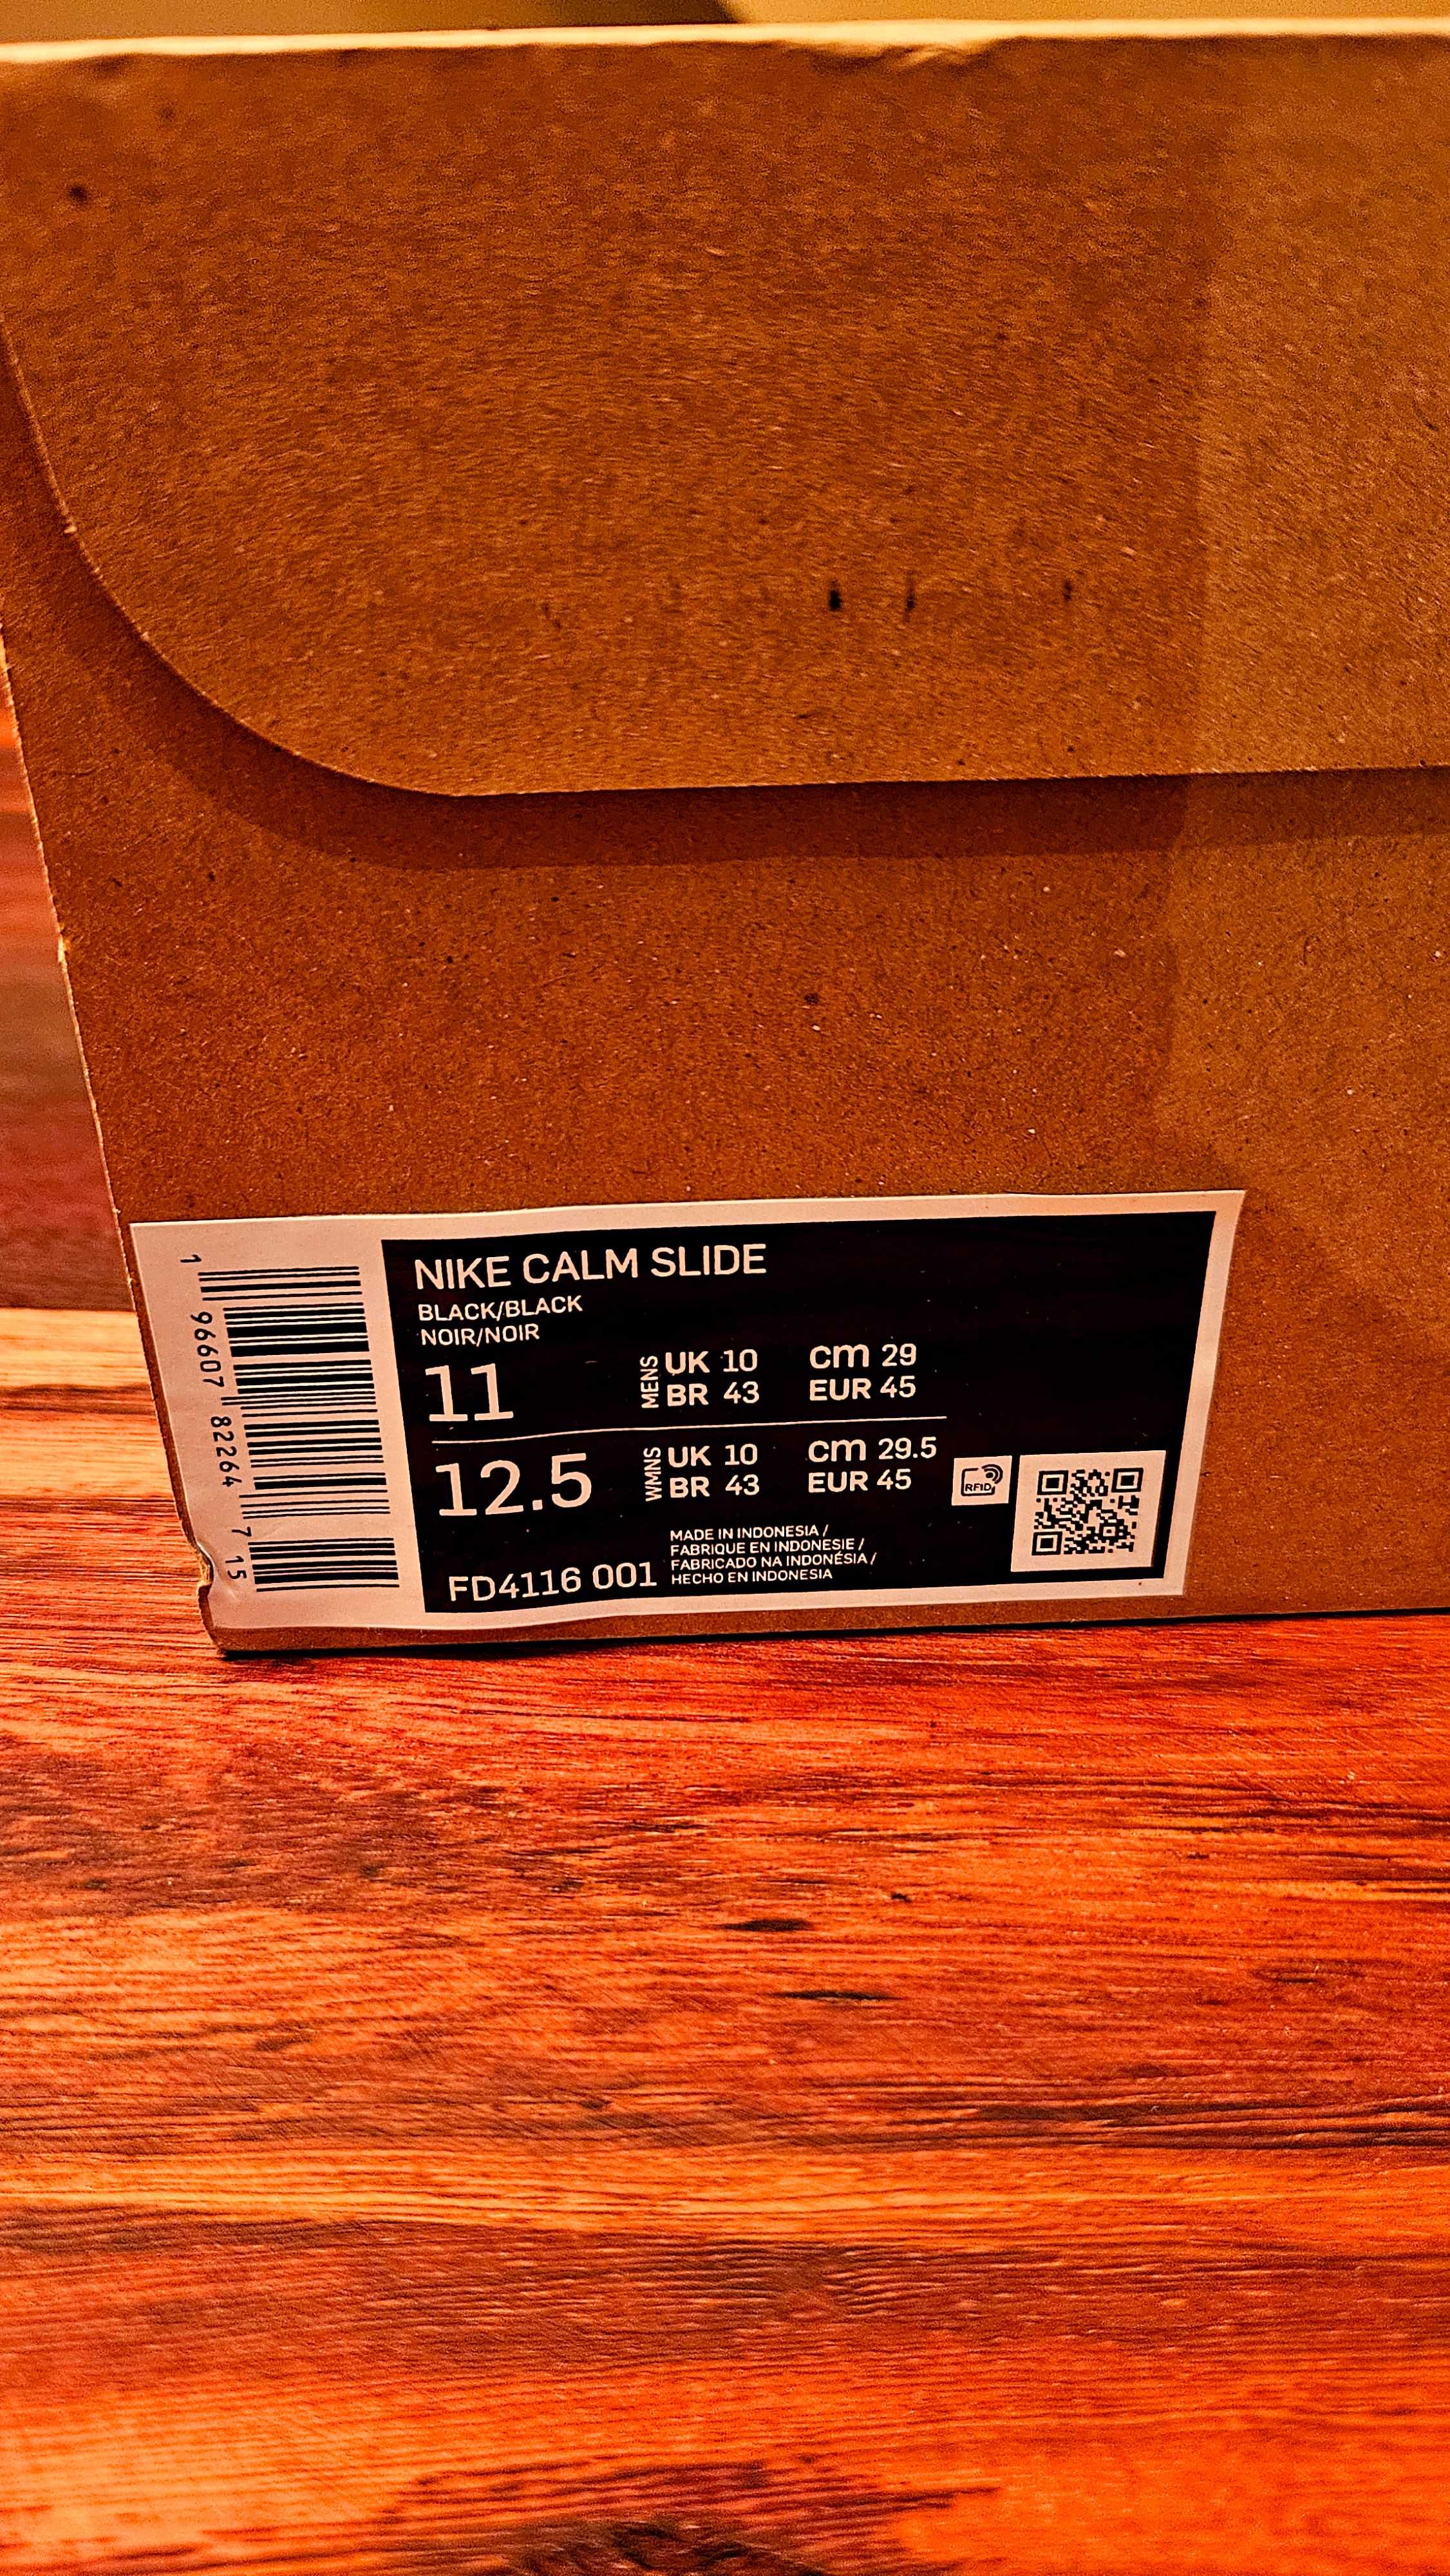 NIKE CALM SLIDE
BLACK/BLACK
NOIR/NOIR
11 MENS UK 10 cm 29
BR 43 EUR 45
12.5 WMNS UK 10 cm 29.5
BR 43 EUR 45
RFID
MADE IN INDONESIA /
FABRIQUE EN INDONESIE /
FABRICADO NA INDONÉSIA /
HECHO EN INDONESIA
FD4116 001
1 96607 82264 7 15